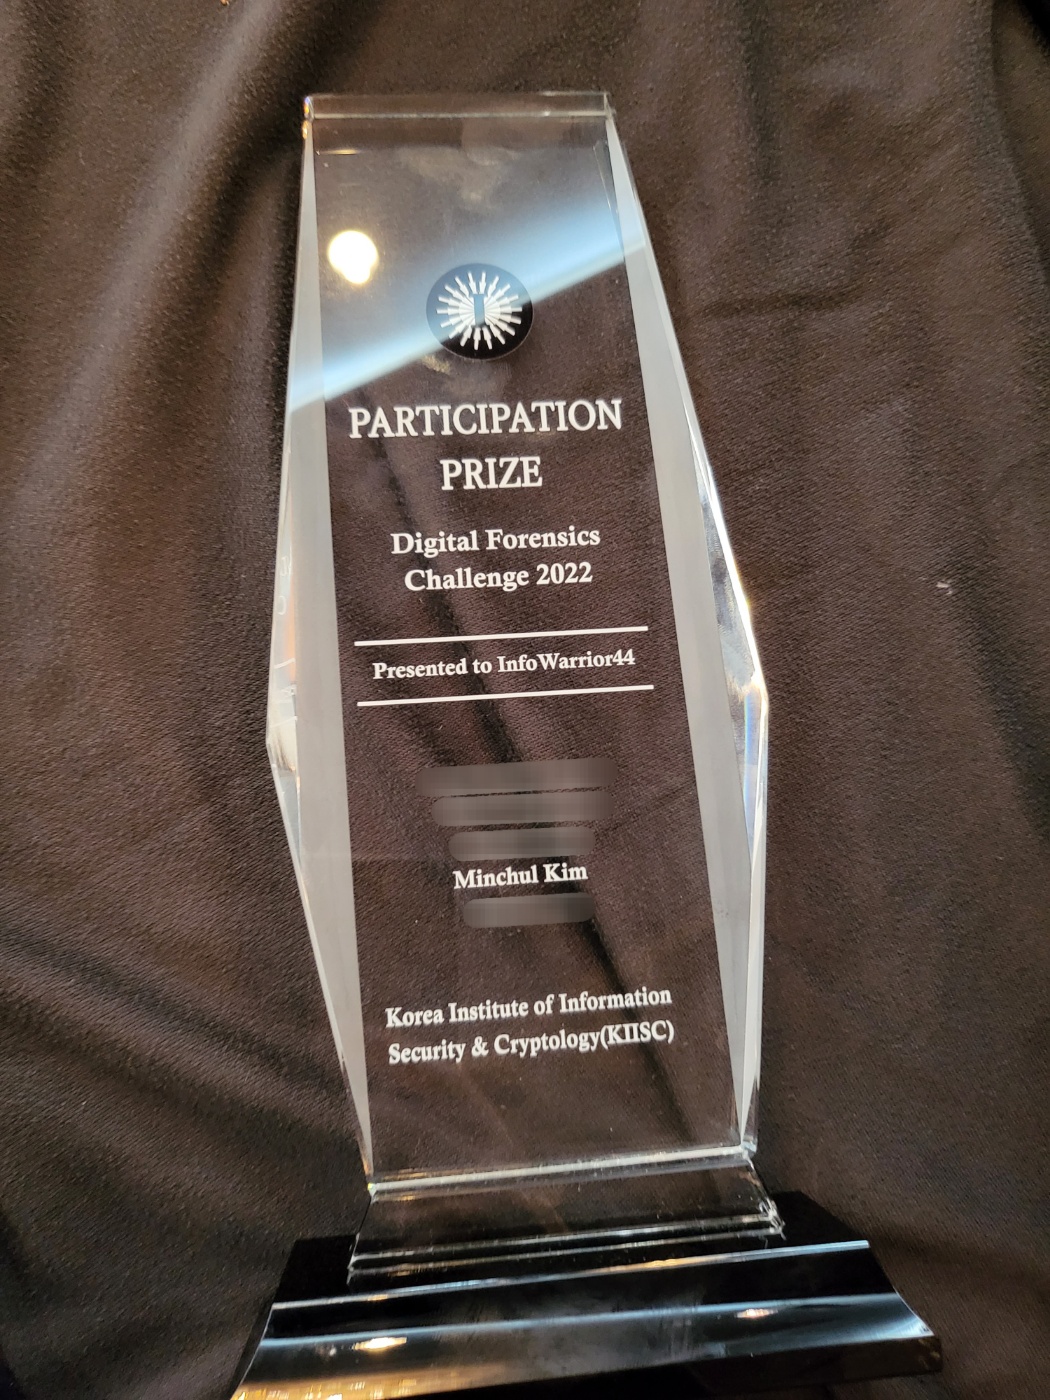 PARTICIPATION
PRIZE
Digital Forensics
Challenge 2022
Presented to InfoWarrior44
Minchul Kim
Korea Institute of Information
Security & Cryptology(KIISC)